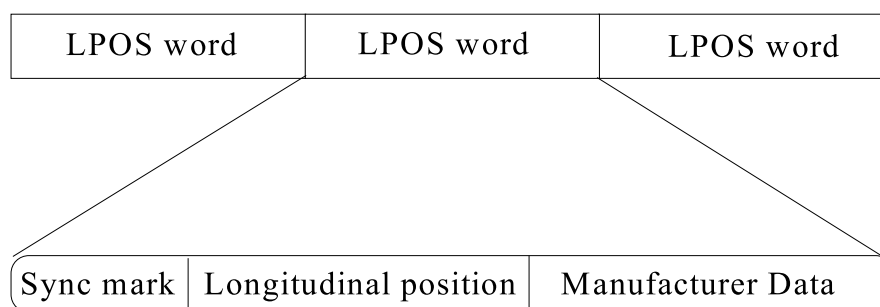 LPOS word LPOS word LPOS word
Sync mark Longitudinal position Manufacturer Data